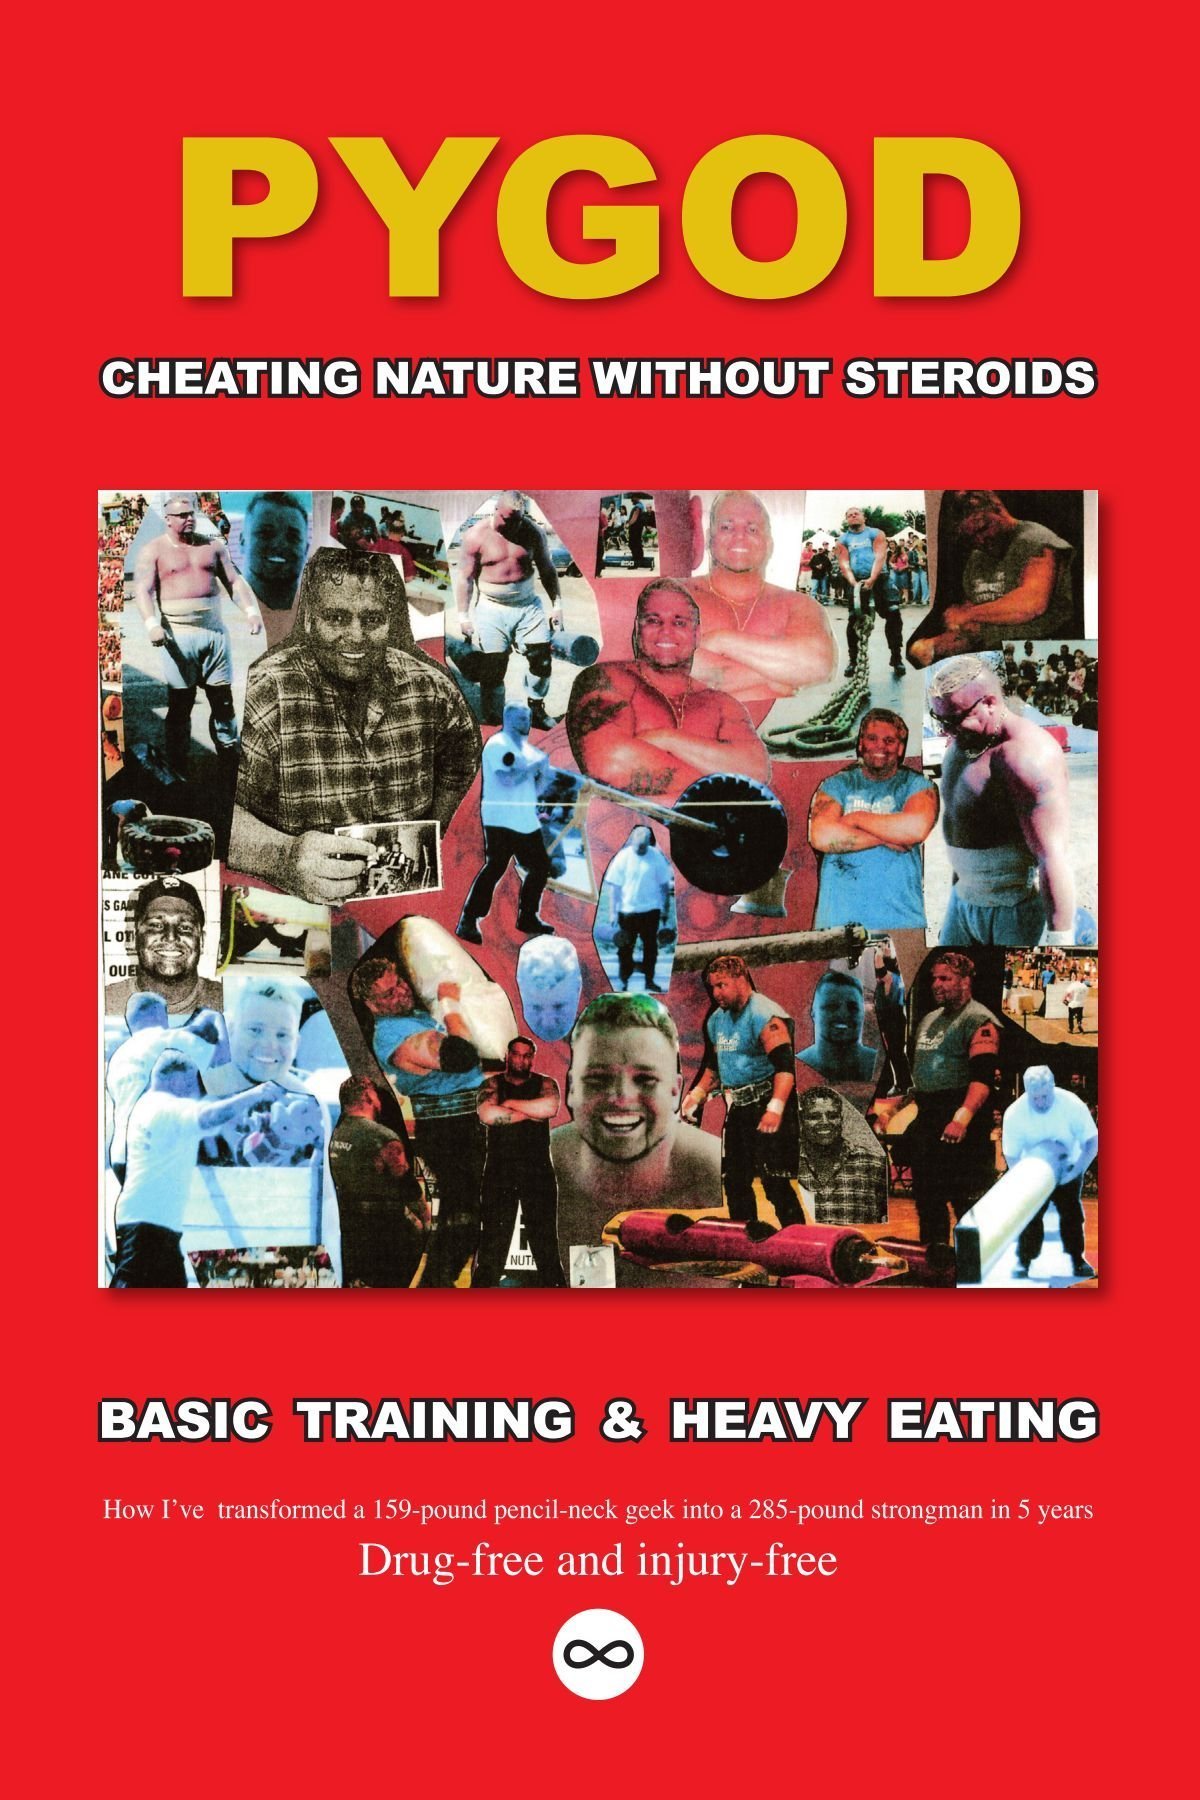 PYGOD
CHEATING NATURE WITHOUT STEROIDS
NUTR
BASIC TRAINING & HEAVY EATING
How I've  transformed a 159-pound pencil-neck geek into a 285-pound strongman in 5 years
Drug-free and injury-free